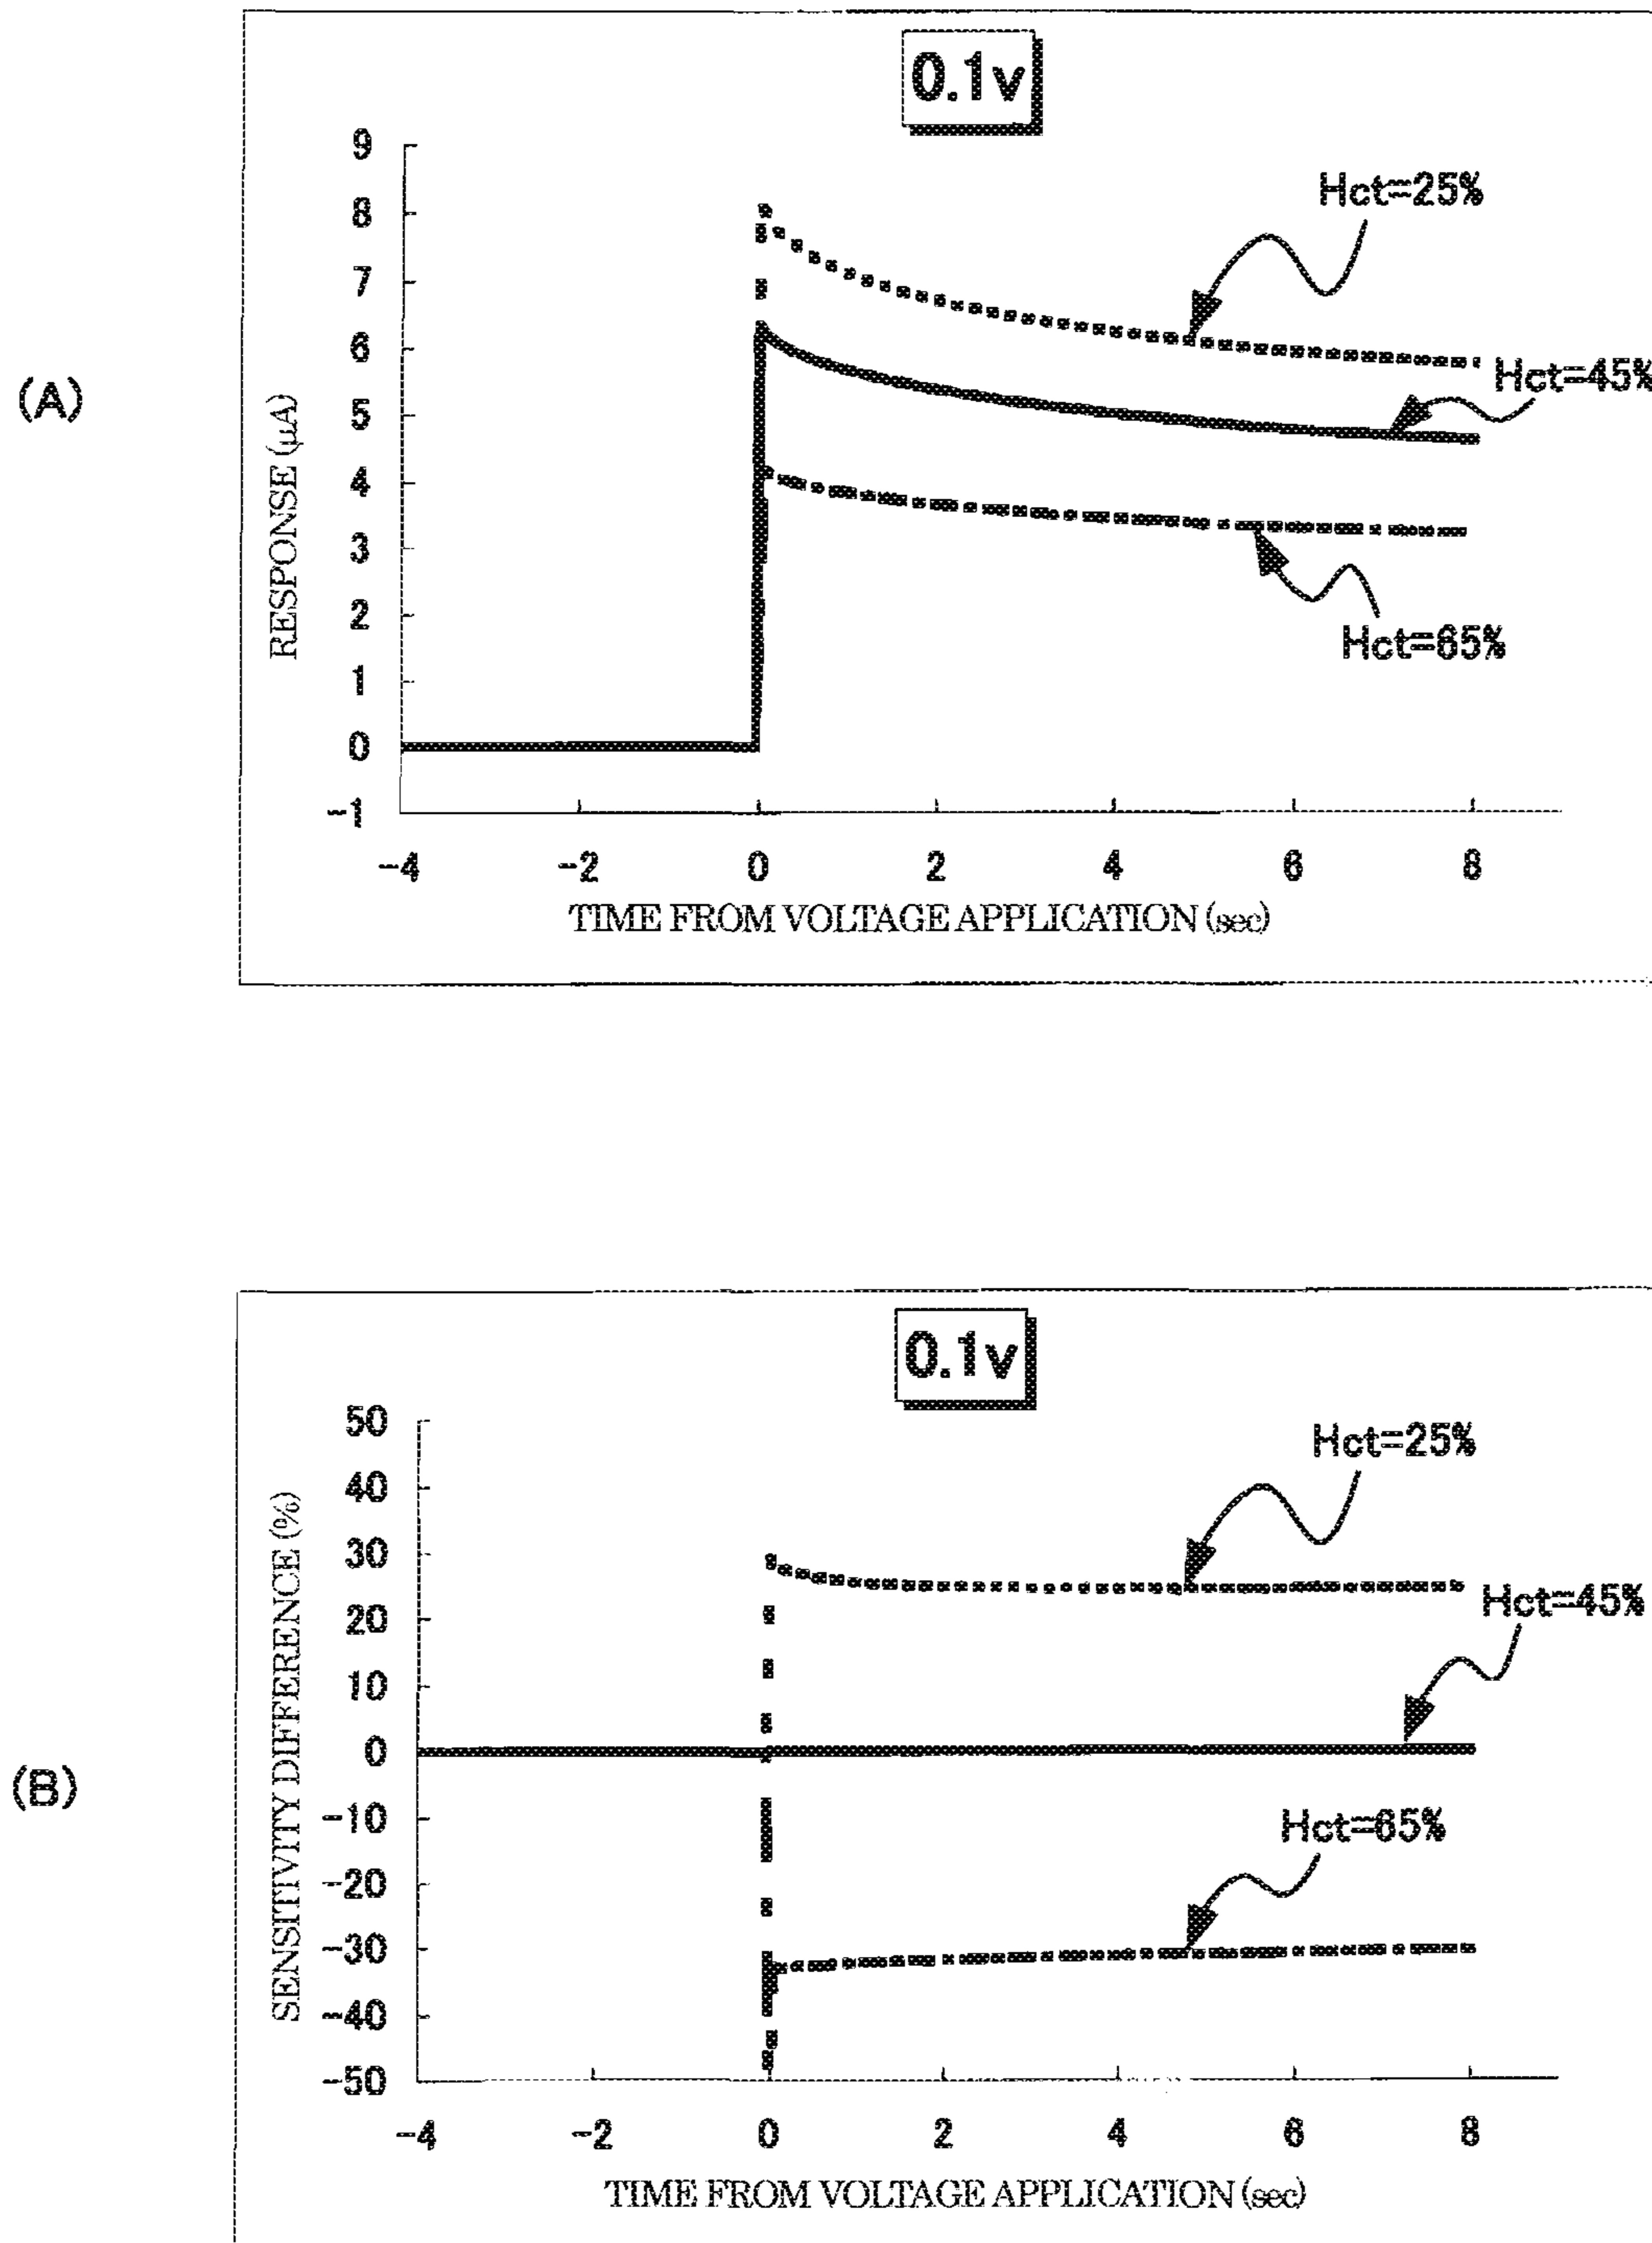 0.1v
9
8
7
6
5
4
3
2
1
0
-1
RESPONSE (μA)
Hct=25%
Hct=45%
Hct=65%
(A)
-4 -2 0 2 4 6 8
TIME FROM VOLTAGE APPLICATION (sec)
0.1v
50
40
30
20
10
0
-10
-20
-30
-40
-50
SENSITIVITY DIFFERENCE (%)
Hct=25%
Hct=45%
Hct=65%
(B)
-4 -2 0 2 4 6 8
TIME FROM VOLTAGE APPLICATION (sec)